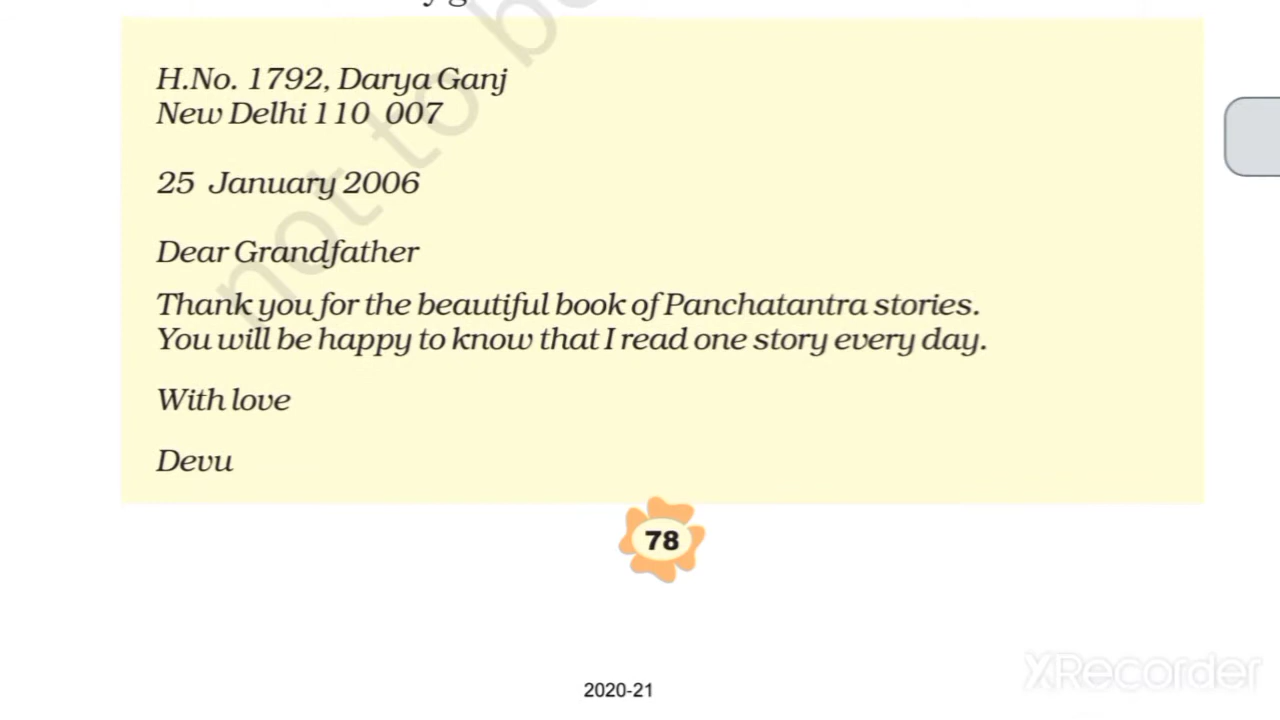 H.No. 1792, Darya Ganj
New Delhi 110 007
25 January 2006
Dear Grandfather
Thank you for the beautiful book of Panchatantra stories.
You will be happy to know that I read one story every day.
With love
Devu
78
2020-21
XRecorder
not to b